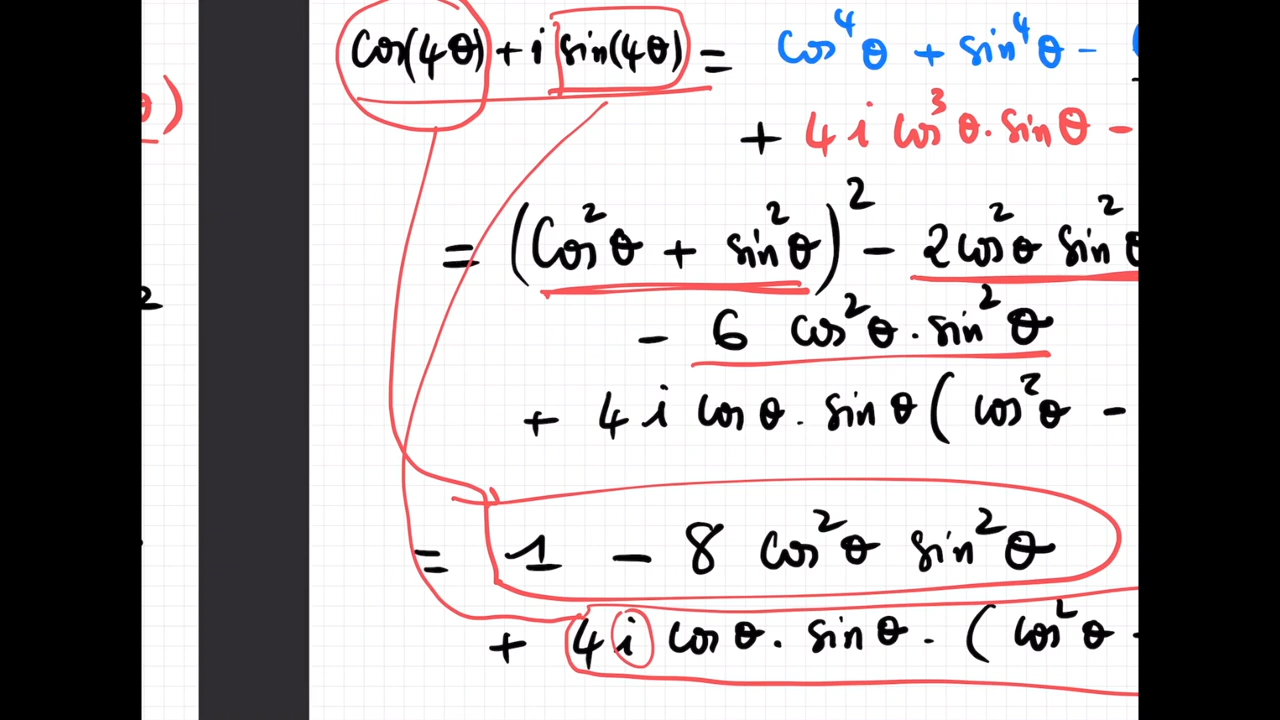 θ)
2
cos(4θ) + i sin(4θ) = cos⁴θ + sin⁴θ -
+ 4 i cos³θ. sinθ -
= (cos²θ + sin²θ)² - 2cos²θ sin²θ
- 6 cos²θ . sin²θ
+ 4 i cosθ. sinθ ( cos²θ -
= 1 - 8 cos²θ sin²θ
+ 4 i cosθ. sinθ. (cos²θ -